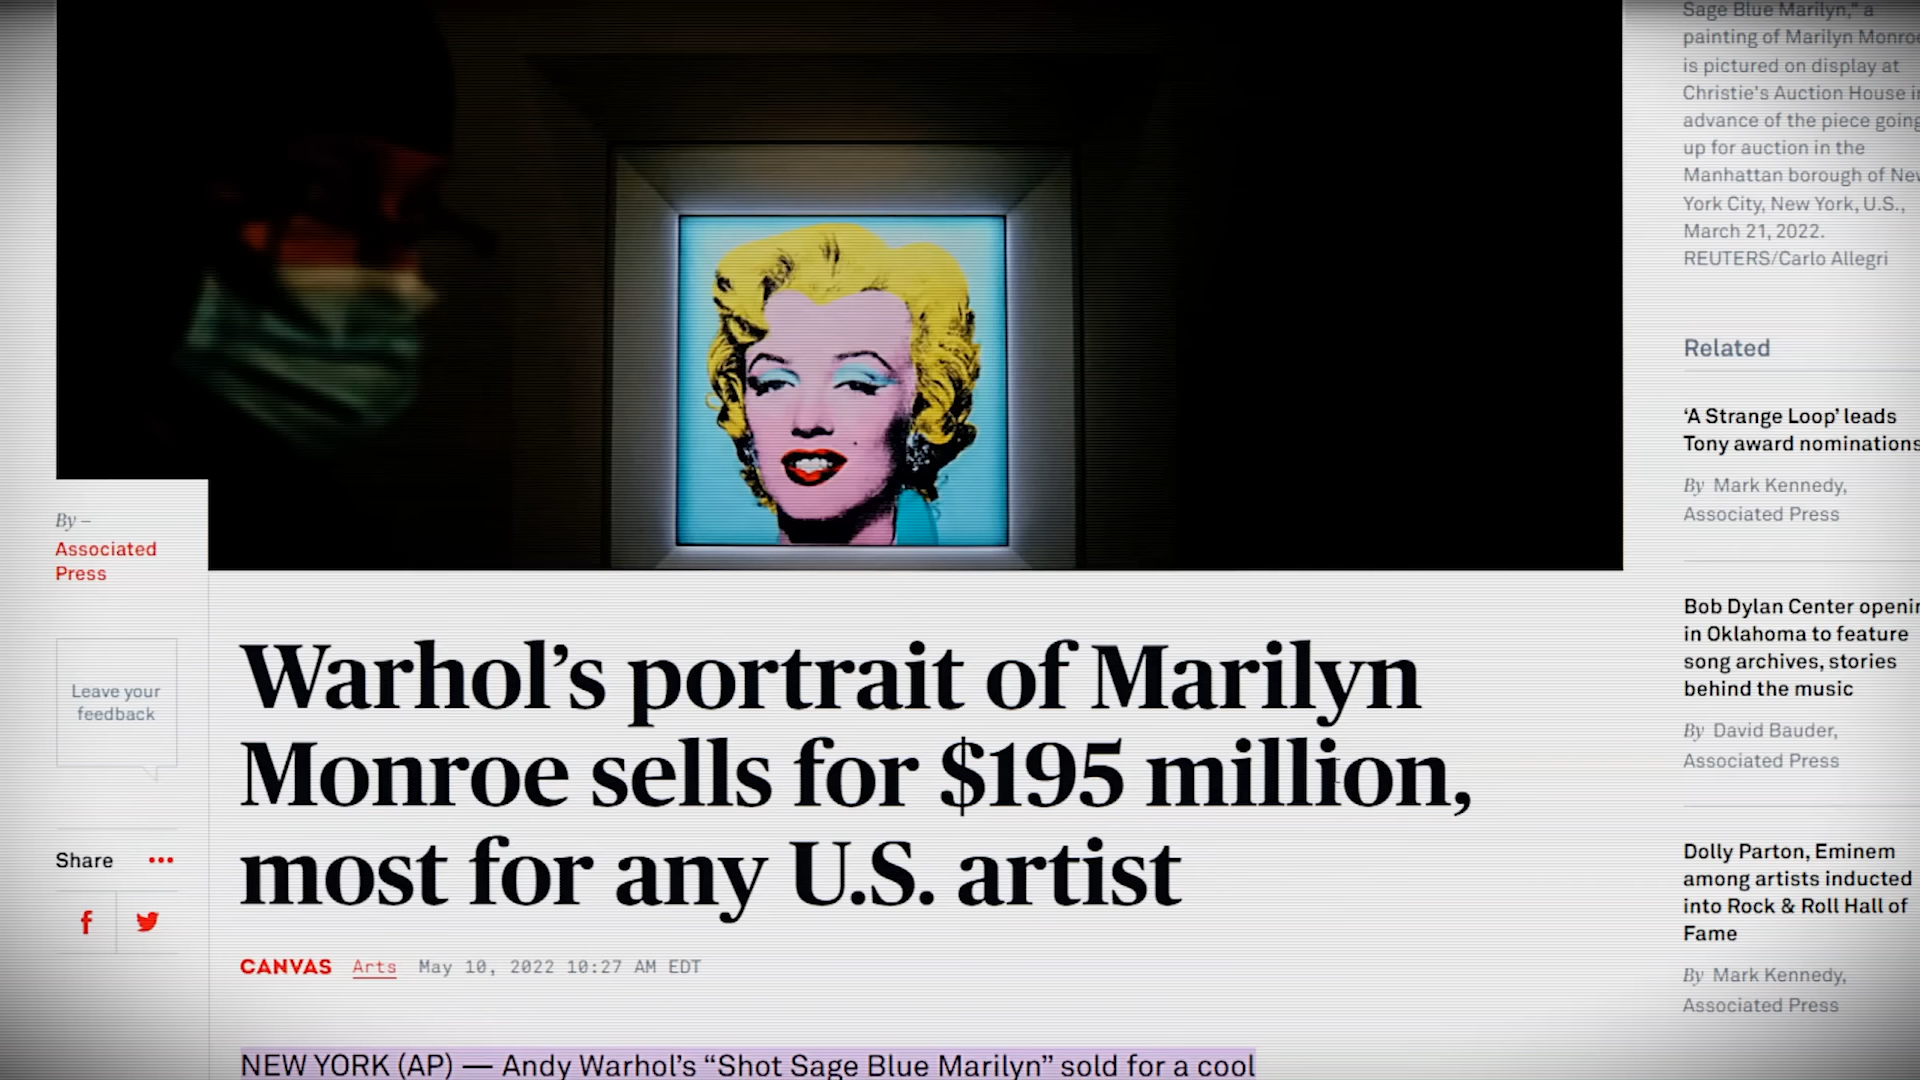 Sage Blue Marilyn," a
painting of Marilyn Monroe
is pictured on display at
Christie's Auction House in
advance of the piece going
up for auction in the
Manhattan borough of New
York City, New York, U.S.,
March 21, 2022.
REUTERS/Carlo Allegri
Related
‘A Strange Loop’ leads
Tony award nominations
By Mark Kennedy,
Associated Press
Bob Dylan Center openin
in Oklahoma to feature
song archives, stories
behind the music
By David Bauder,
Associated Press
Dolly Parton, Eminem
among artists inducted
into Rock & Roll Hall of
Fame
By Mark Kennedy,
Associated Press
By –
Associated
Press
Leave your
feedback
Share
Warhol’s portrait of Marilyn
Monroe sells for $195 million,
most for any U.S. artist
CANVAS Arts May 10, 2022 10:27 AM EDT
NEW YORK (AP) — Andy Warhol’s “Shot Sage Blue Marilyn” sold for a cool